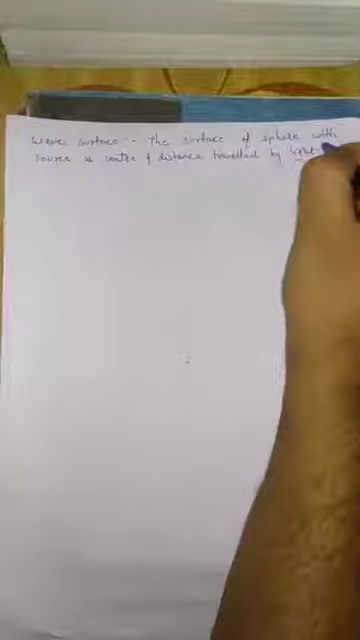 Wave surface :- The surface of sphere with
source as centre & distance travelled by light